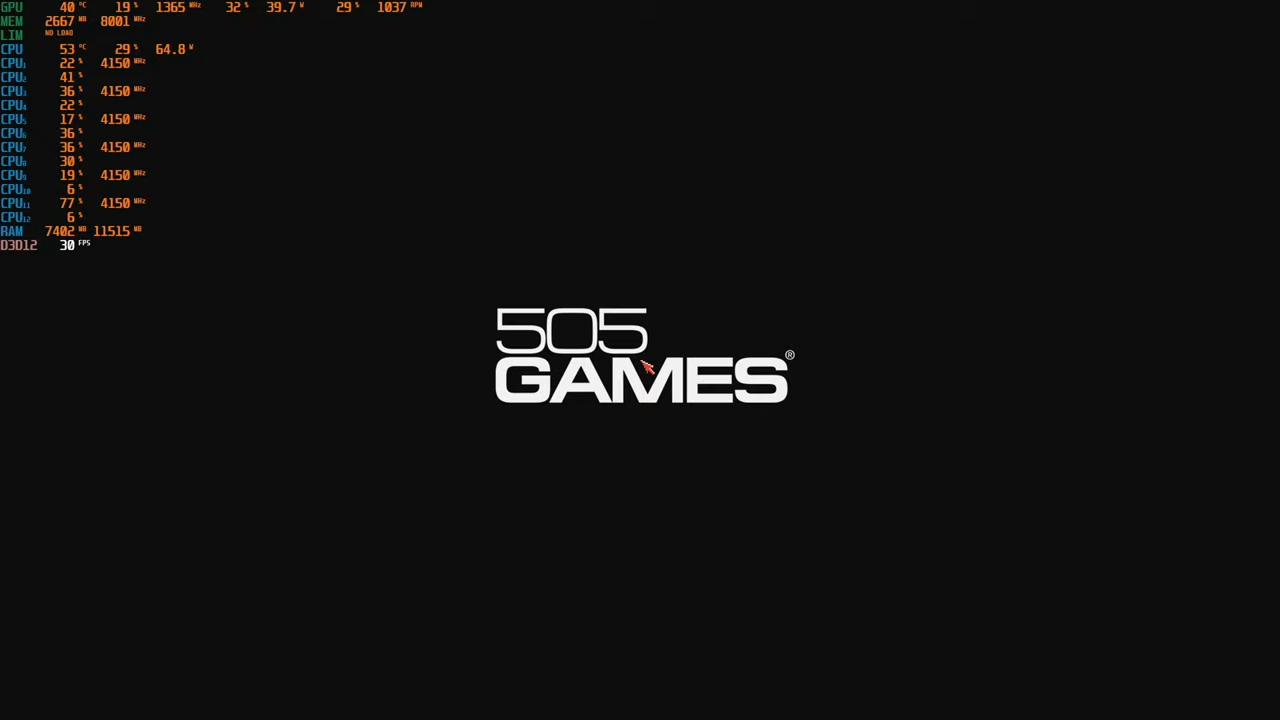 GPU 40 °C 19 % 1365 MHz 32 % 39.7 W 29 % 1037 RPM
MEM 2667 MB 8001 MHz
LIM NO LOAD
CPU 53 °C 29 % 64.8 W
CPU1 22 % 4150 MHz
CPU2 41 %
CPU3 36 % 4150 MHz
CPU4 22 %
CPU5 17 % 4150 MHz
CPU6 36 %
CPU7 36 % 4150 MHz
CPU8 30 %
CPU9 19 % 4150 MHz
CPU10 6 %
CPU11 77 % 4150 MHz
CPU12 6 %
RAM 7402 MB 11515 MB
D3D12 30 FPS
505
GAMES®